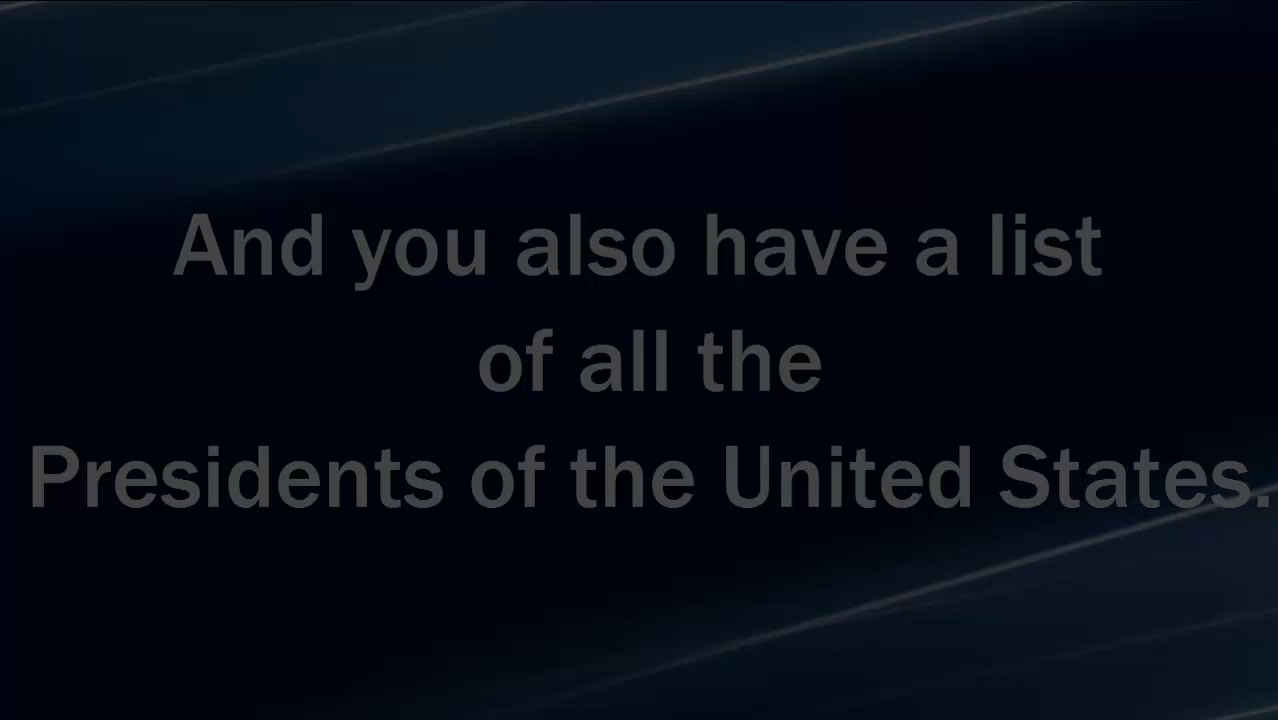 And you also have a list
of all the
Presidents of the United States.